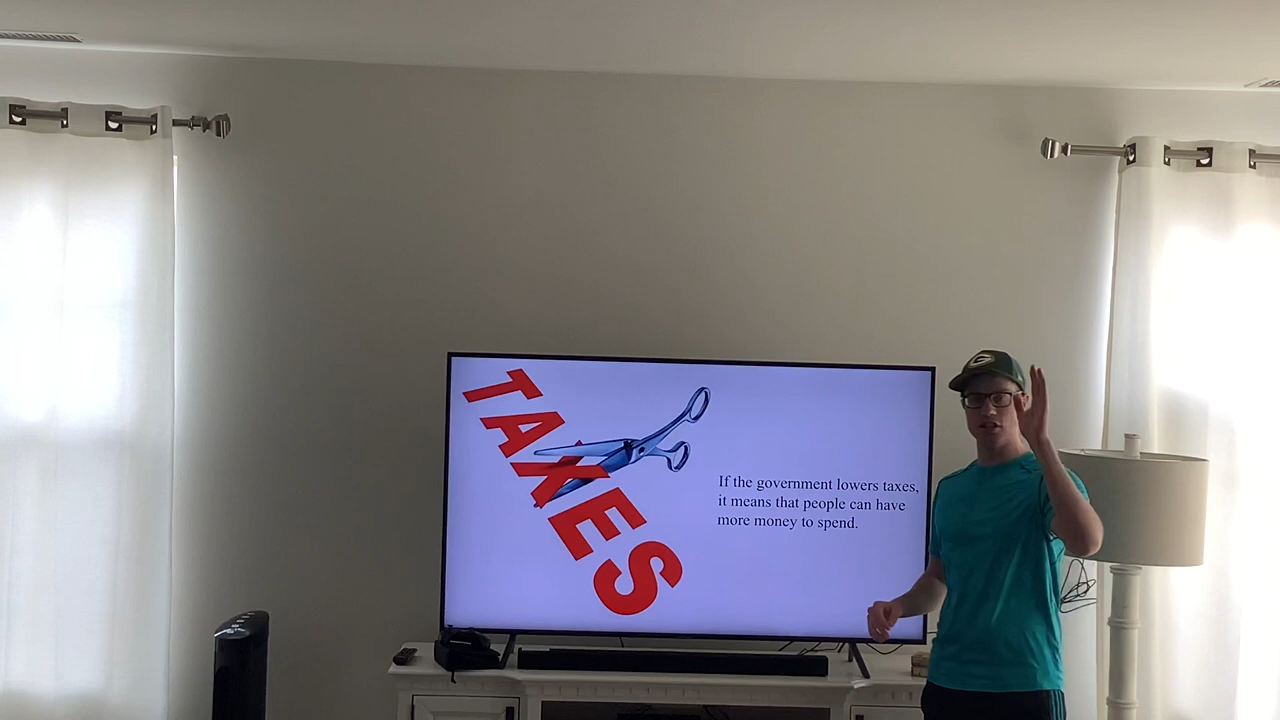 TAXES
If the government lowers taxes,
it means that people can have
more money to spend.
G